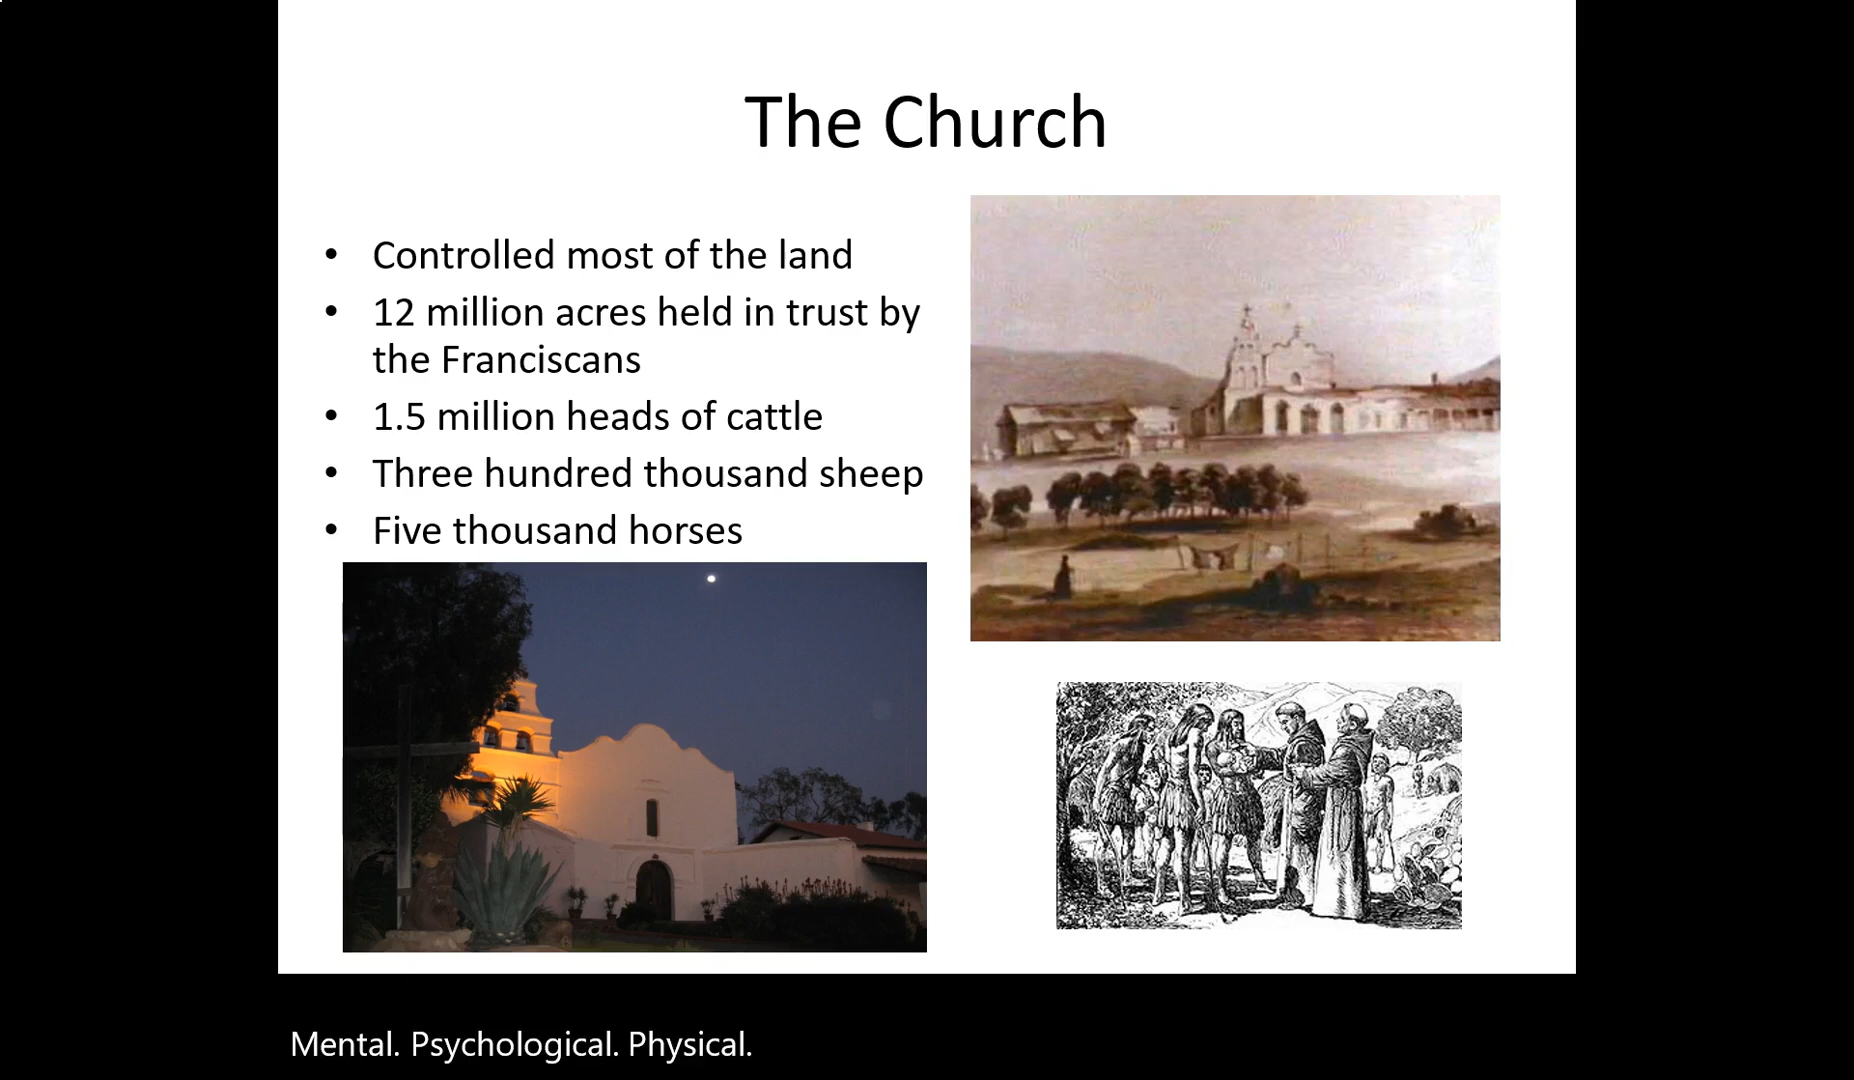 The Church
• Controlled most of the land
• 12 million acres held in trust by
the Franciscans
• 1.5 million heads of cattle
• Three hundred thousand sheep
• Five thousand horses
Mental. Psychological. Physical.